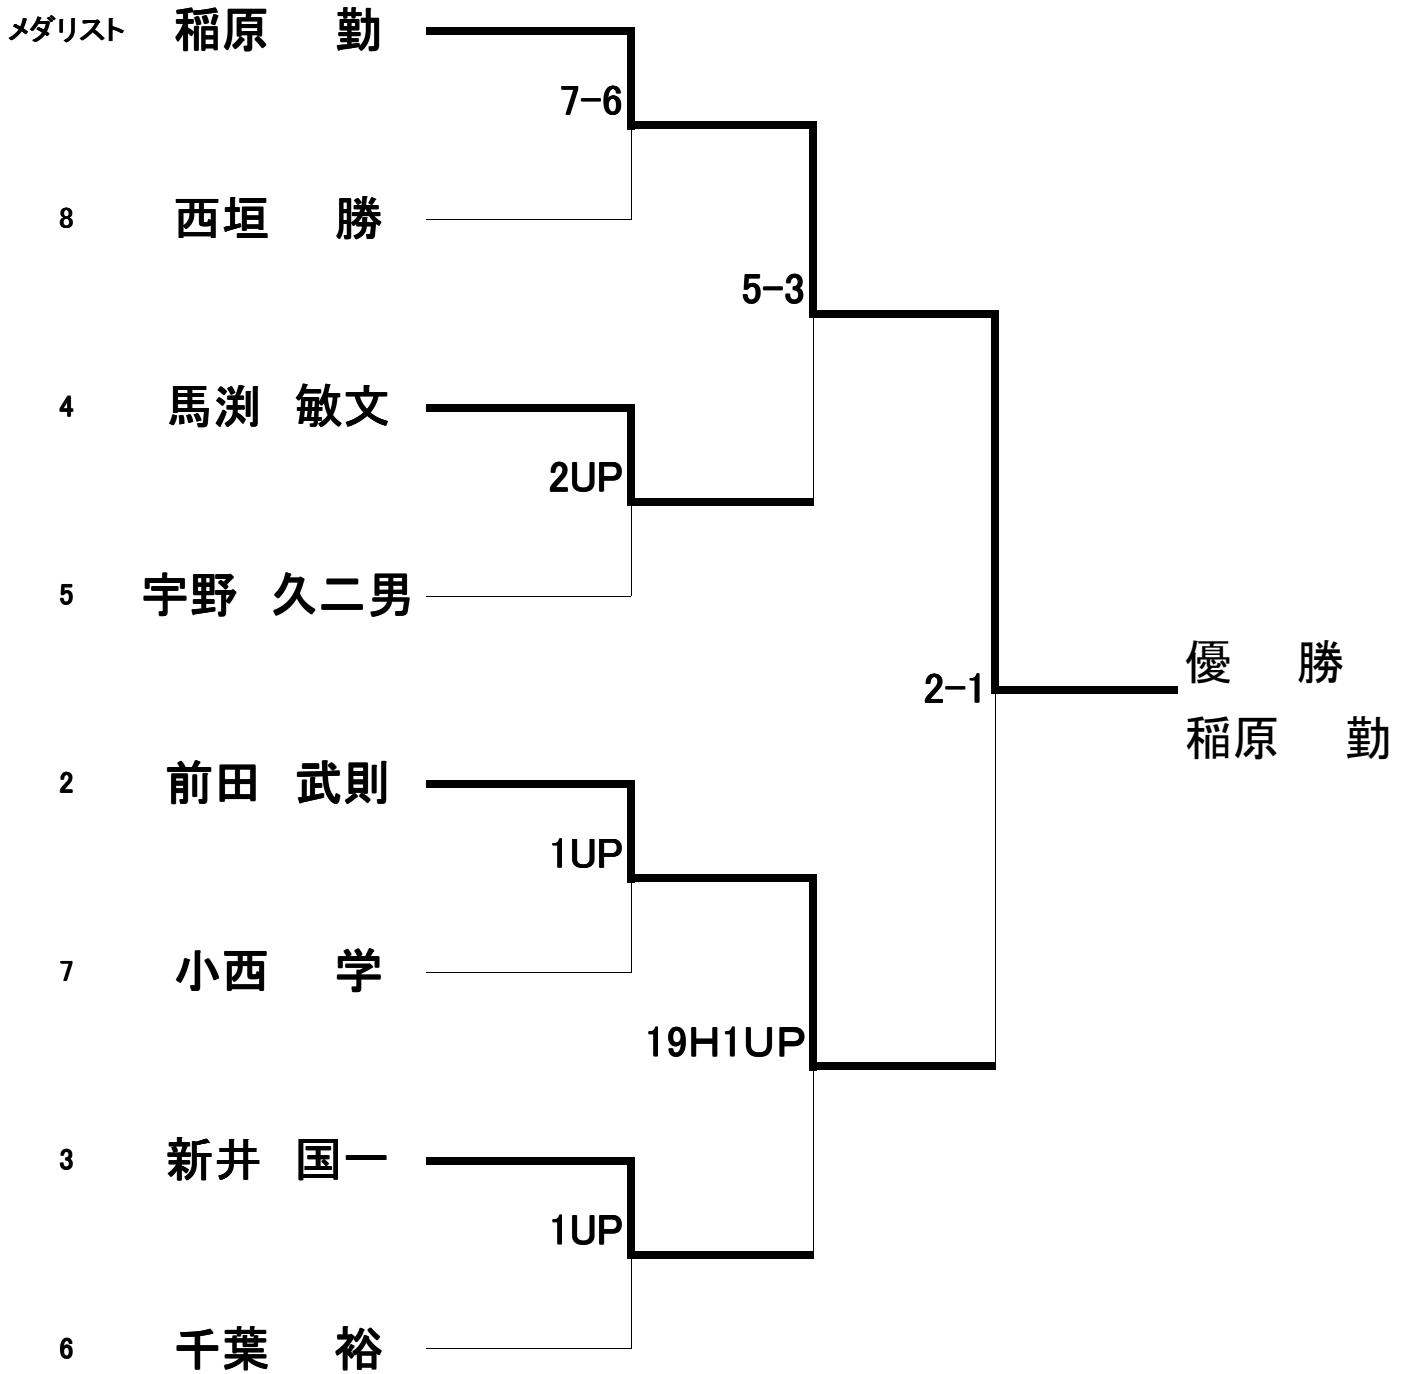 メダリスト 稲原 勤
7-6
8 西垣 勝
5-3
4 馬渕 敏文
2UP
5 宇野 久二男
優 勝
2-1
稲原 勤
2 前田 武則
1UP
7 小西 学
19H1UP
3 新井 国一
1UP
6 千葉 裕